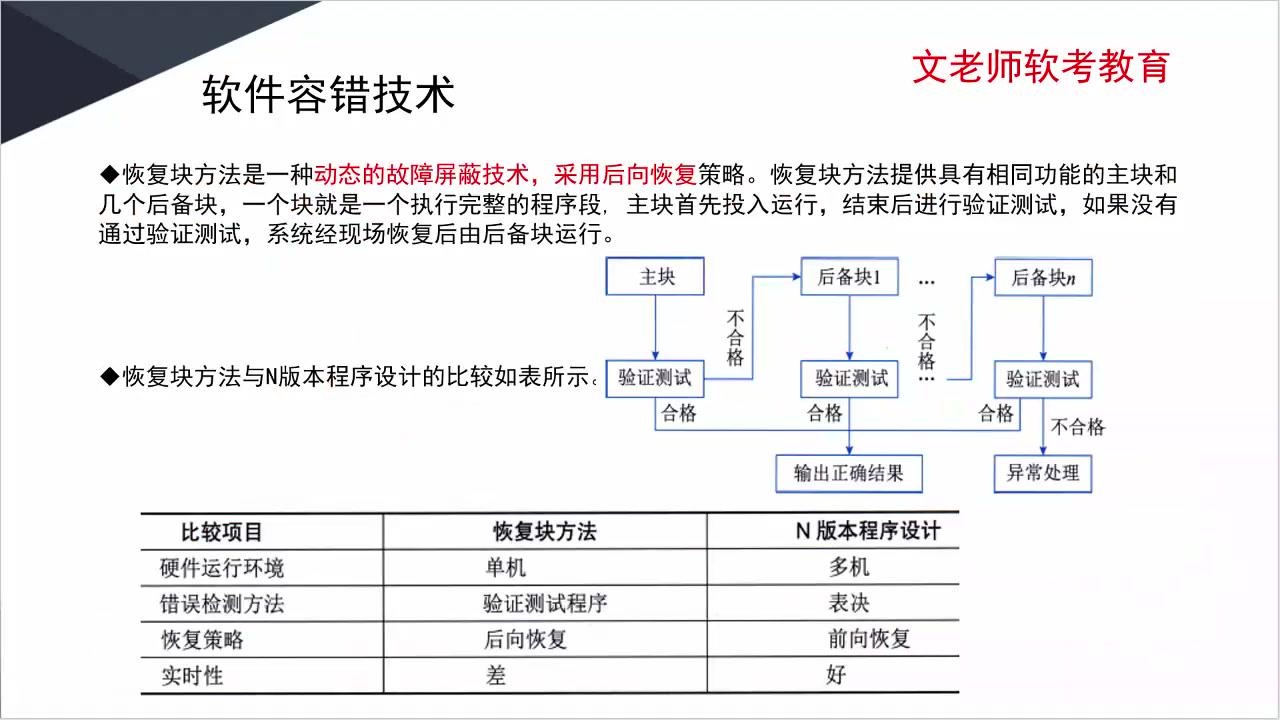 文老师软考教育
软件容错技术
◆恢复块方法是一种动态的故障屏蔽技术，采用后向恢复策略。恢复块方法提供具有相同功能的主块和
几个后备块，一个块就是一个执行完整的程序段，主块首先投入运行，结束后进行验证测试，如果没有
通过验证测试，系统经现场恢复后由后备块运行。
主块 后备块1 … 后备块n
不合格 不合格
◆恢复块方法与N版本程序设计的比较如表所示。
验证测试 验证测试 … 验证测试
合格 合格 合格 不合格
输出正确结果 异常处理
比较项目 恢复块方法 N 版本程序设计
硬件运行环境 单机 多机
错误检测方法 验证测试程序 表决
恢复策略 后向恢复 前向恢复
实时性 差 好